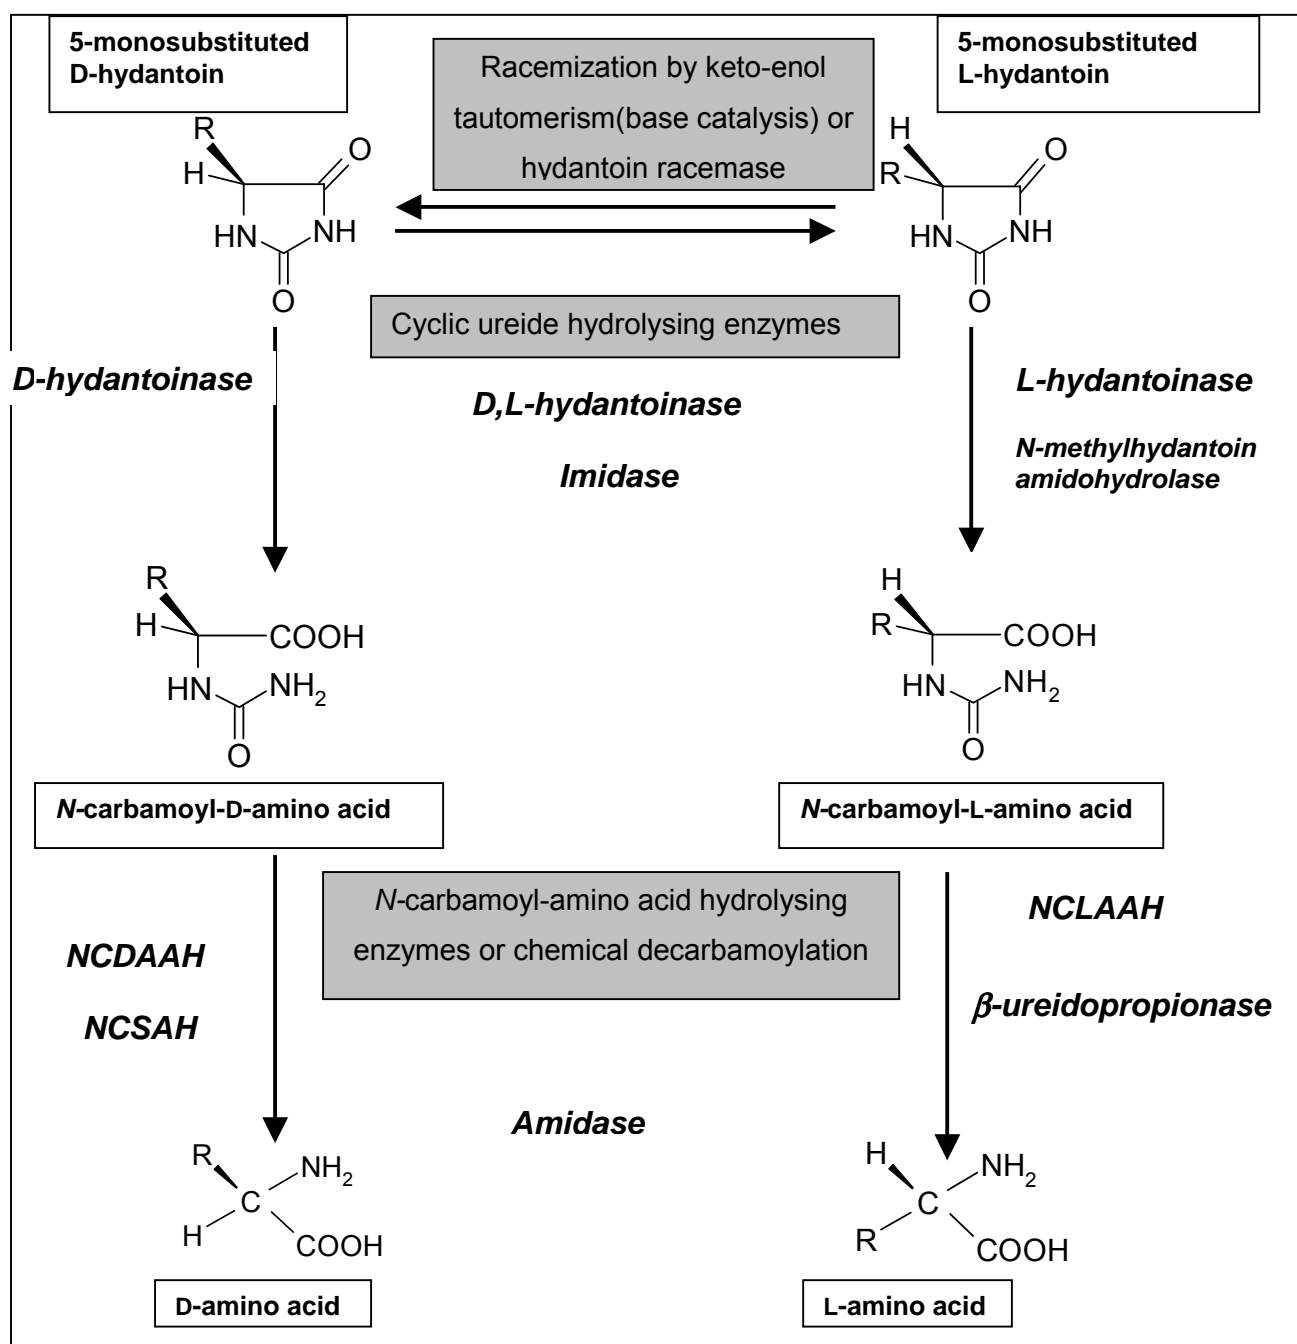 5-monosubstituted
D-hydantoin
Racemization by keto-enol
tautomerism(base catalysis) or
hydantoin racemase
5-monosubstituted
L-hydantoin
R
H
O
HN
NH
O
H
R
O
HN
NH
O
Cyclic ureide hydrolysing enzymes
D-hydantoinase
D,L-hydantoinase
Imidase
L-hydantoinase
N-methylhydantoin
amidohydrolase
R
H
COOH
HN
NH2
O
H
R
COOH
HN
NH2
O
N-carbamoyl-D-amino acid
N-carbamoyl-L-amino acid
N-carbamoyl-amino acid hydrolysing
enzymes or chemical decarbamoylation
NCDAAH
NCSAH
NCLAAH
β-ureidopropionase
Amidase
R
NH2
C
H
COOH
H
NH2
C
R
COOH
D-amino acid
L-amino acid